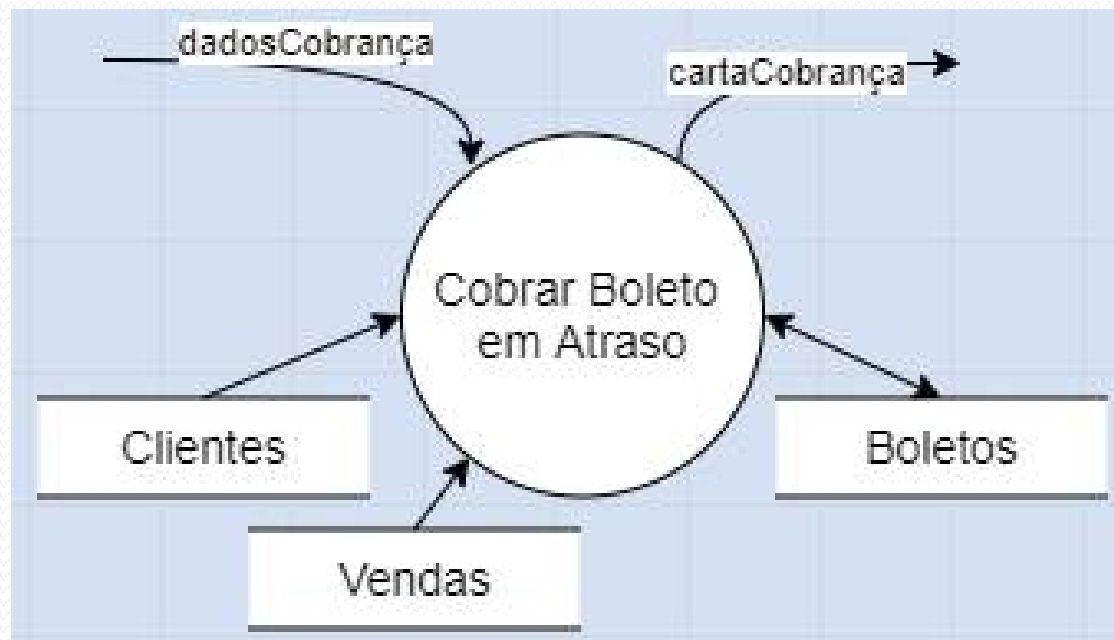 dadosCobrança
cartaCobrança
Cobrar Boleto
em Atraso
Clientes
Boletos
Vendas